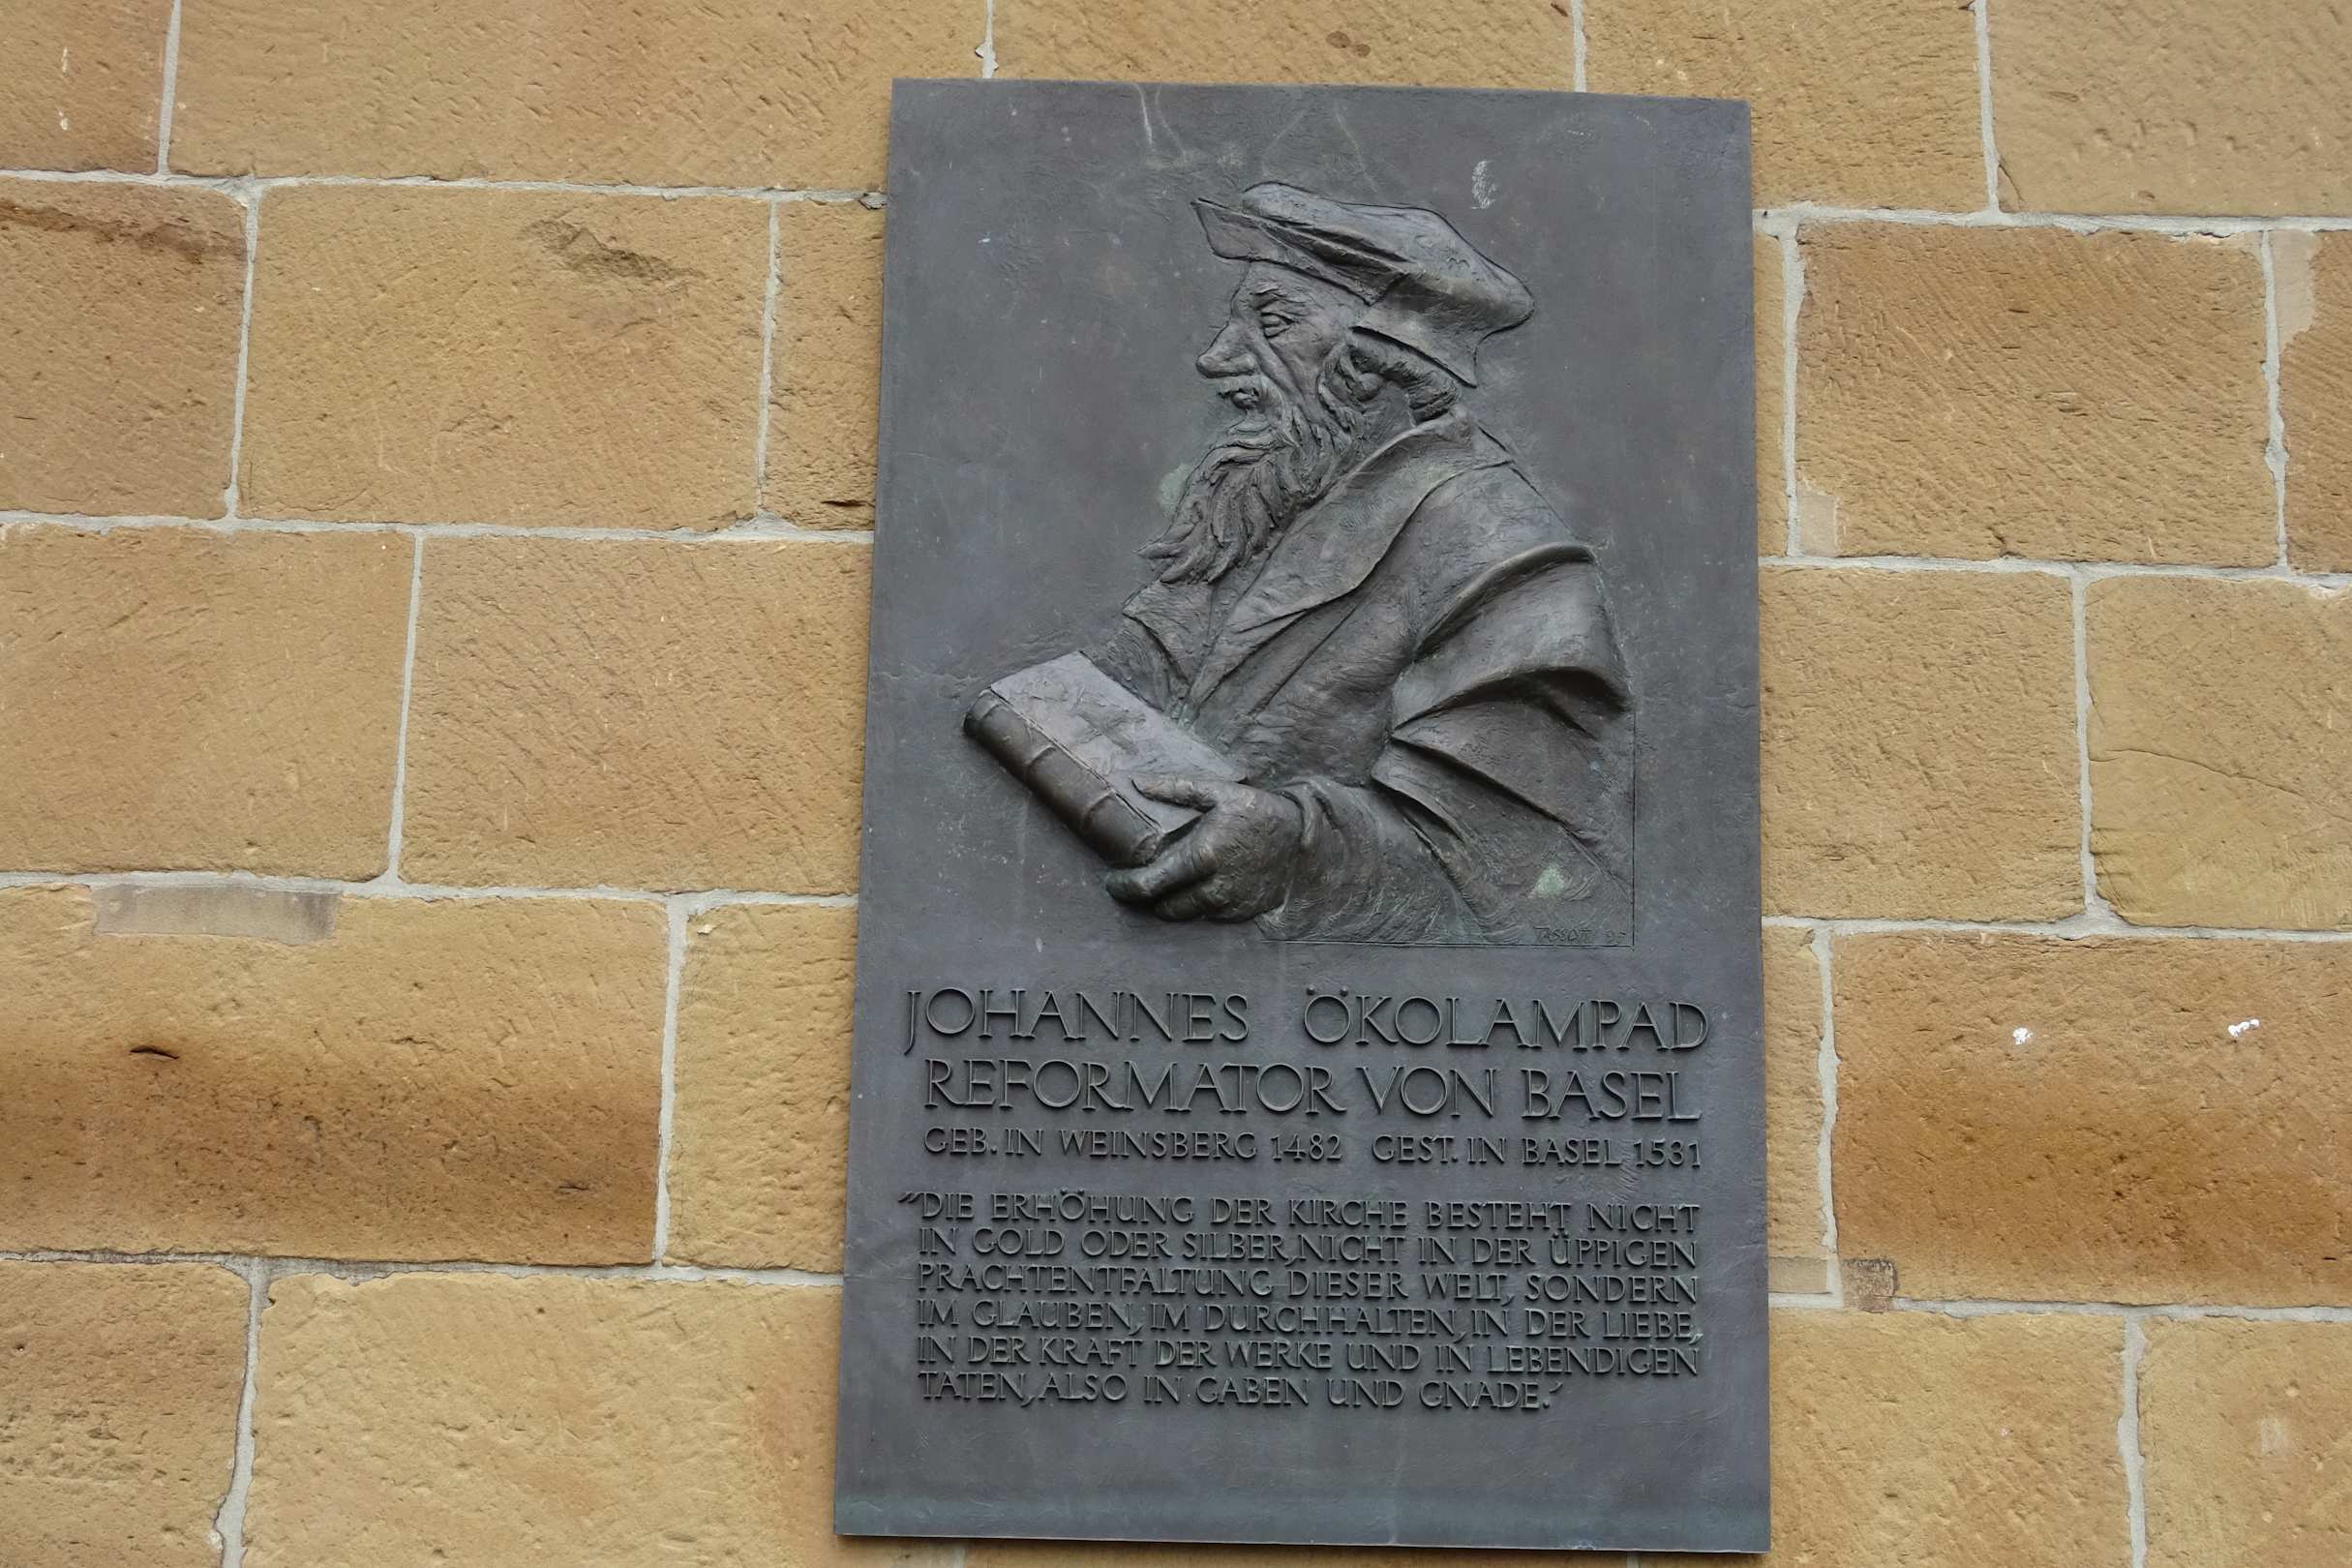 TASSOTTI 95
JOHANNES ÖKOLAMPAD
REFORMATOR VON BASEL
GEB. IN WEINSBERG 1482 GEST. IN BASEL 1531
"DIE ERHÖHUNG DER KIRCHE BESTEHT NICHT
IN GOLD ODER SILBER, NICHT IN DER ÜPPIGEN
PRACHTENTFALTUNG DIESER WELT, SONDERN
IM GLAUBEN, IM DURCHHALTEN, IN DER LIEBE,
IN DER KRAFT DER WERKE UND IN LEBENDIGEN
TATEN, ALSO IN GABEN UND GNADE."